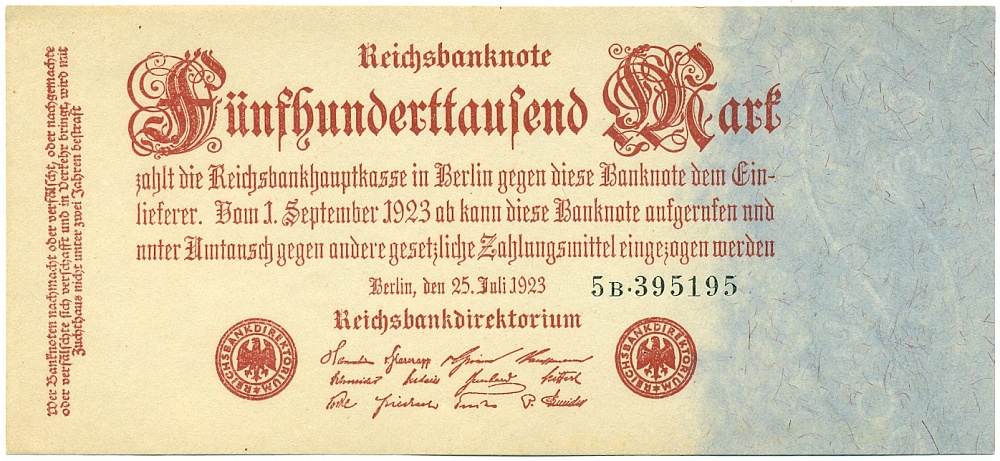 Reichsbanknote
Fünfhunderttausend Mark
zahlt die Reichsbankhauptkasse in Berlin gegen diese Banknote dem Ein-
lieferer. Vom 1. September 1923 ab kann diese Banknote aufgerufen und
unter Umtausch gegen andere gesetzliche Zahlungsmittel eingezogen werden
Berlin, den 25. Juli 1923
5B·395195
Reichsbankdirektorium
REICHSBANKDIREKTORIUM
REICHSBANKDIREKTORIUM
Wer Banknoten nachmacht oder verfälscht, oder nachgemachte
oder verfälschte sich verschafft und in Verkehr bringt, wird mit
Zuchthaus nicht unter zwei Jahren bestraft